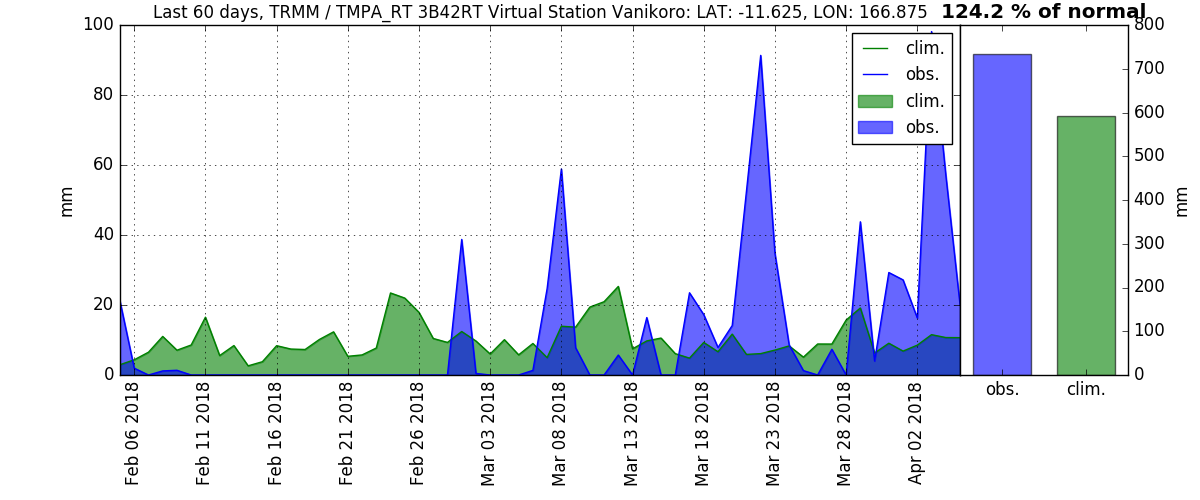 Last 60 days, TRMM / TMPA_RT 3B42RT Virtual Station Vanikoro: LAT: -11.625, LON: 166.875 124.2 % of normal
100
80
60
40
20
0
mm
clim.
obs.
clim.
obs.
800
700
600
500
400
300
200
100
0
mm
obs.
clim.
Feb 06 2018
Feb 11 2018
Feb 16 2018
Feb 21 2018
Feb 26 2018
Mar 03 2018
Mar 08 2018
Mar 13 2018
Mar 18 2018
Mar 23 2018
Mar 28 2018
Apr 02 2018